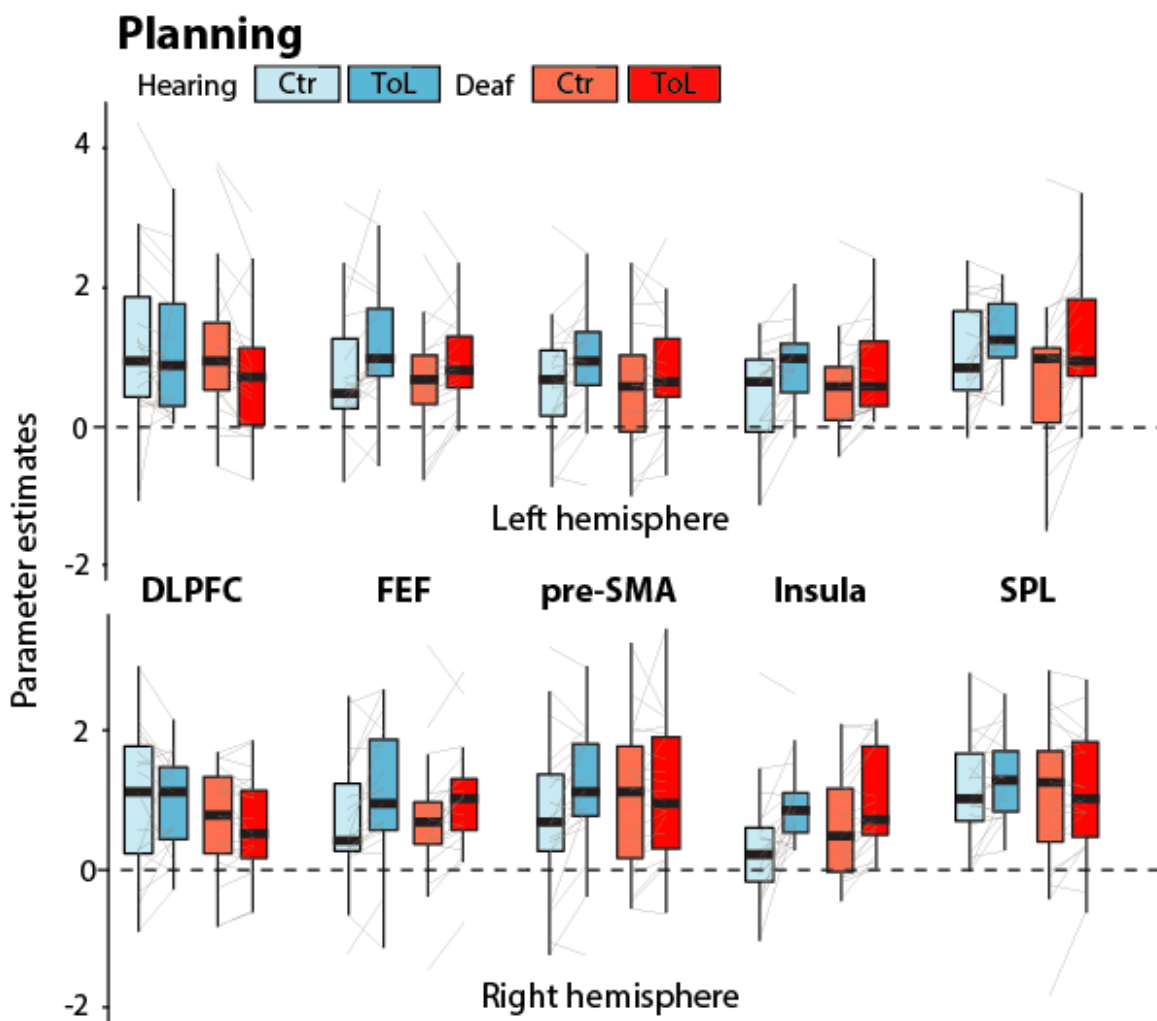 Planning
Hearing Ctr ToL Deaf Ctr ToL
4
2
0
-2
Left hemisphere
DLPFC FEF pre-SMA Insula SPL
Parameter estimates
2
0
-2
Right hemisphere